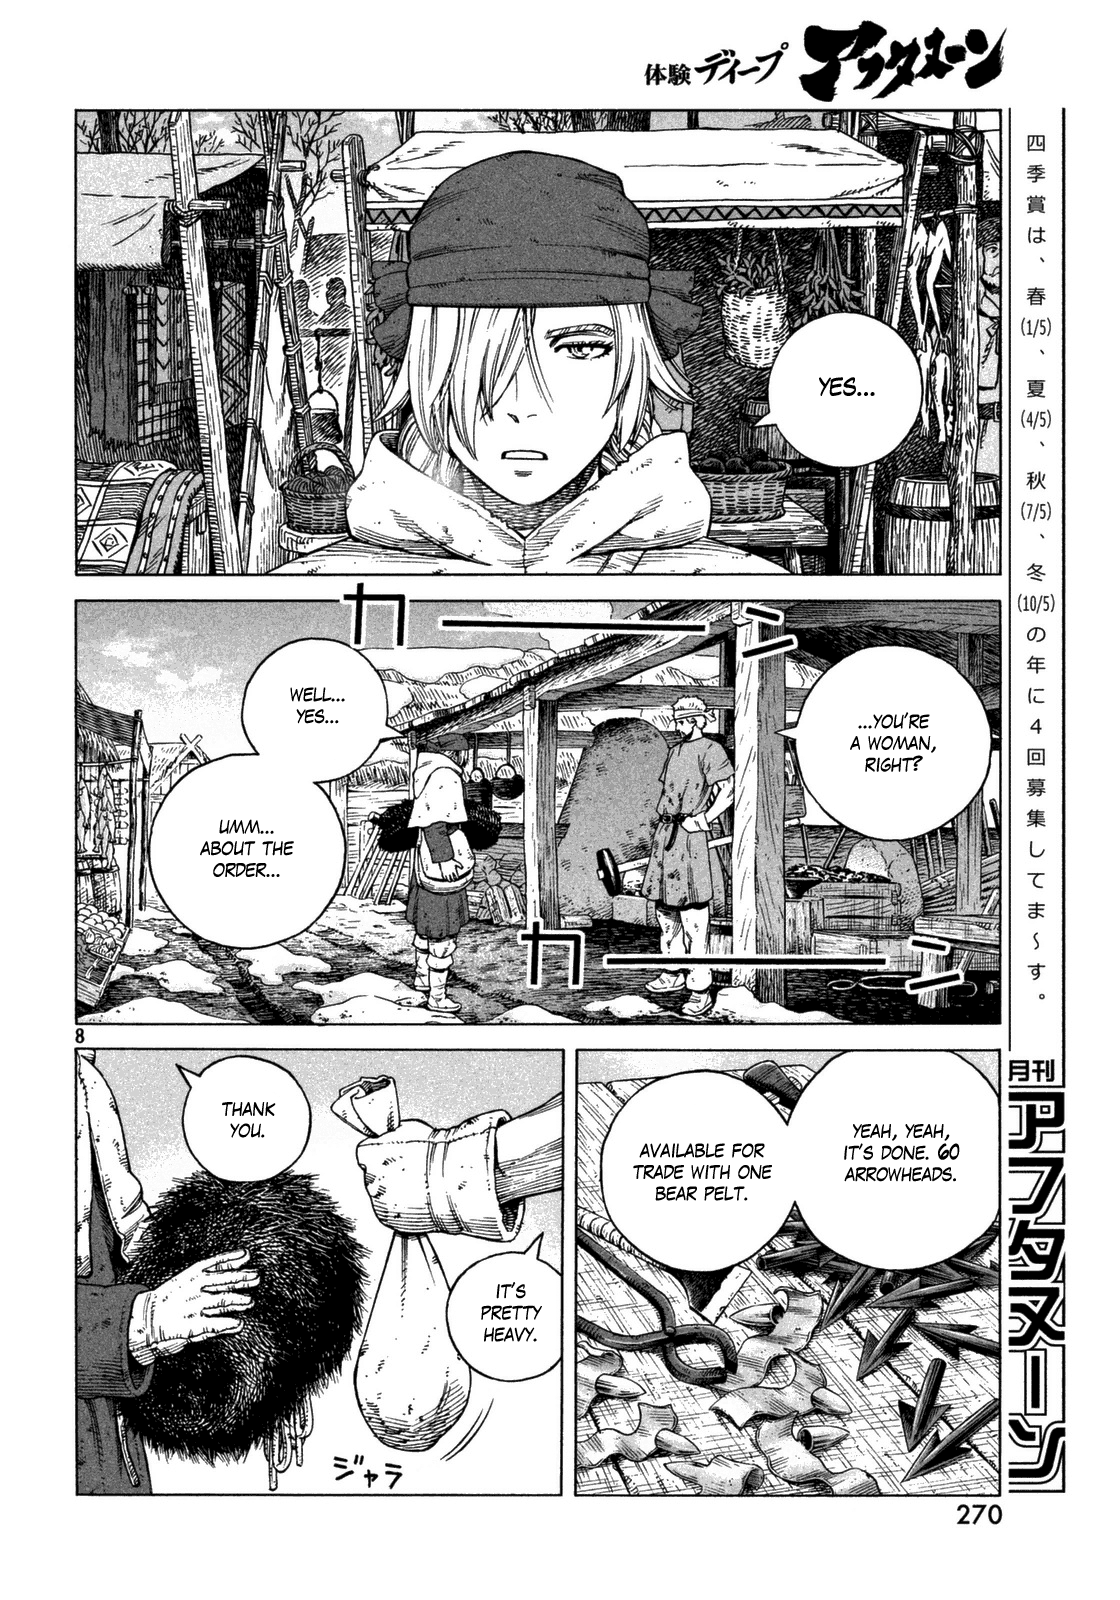 体験ディープ アフタヌーン
YES...
カーン
...YOU'RE
A WOMAN,
RIGHT?
WELL...
YES...
UMM...
ABOUT THE
ORDER...
カーン
8
YEAH, YEAH,
IT'S DONE. 60
ARROWHEADS.
AVAILABLE FOR
TRADE WITH ONE
BEAR PELT.
THANK
YOU.
IT'S
PRETTY
HEAVY.
ジャラ
四季賞は、春(1/5)、夏(4/5)、秋(7/5)、冬(10/5)の年に4回募集してま〜す。
月刊
アフタヌーン
270